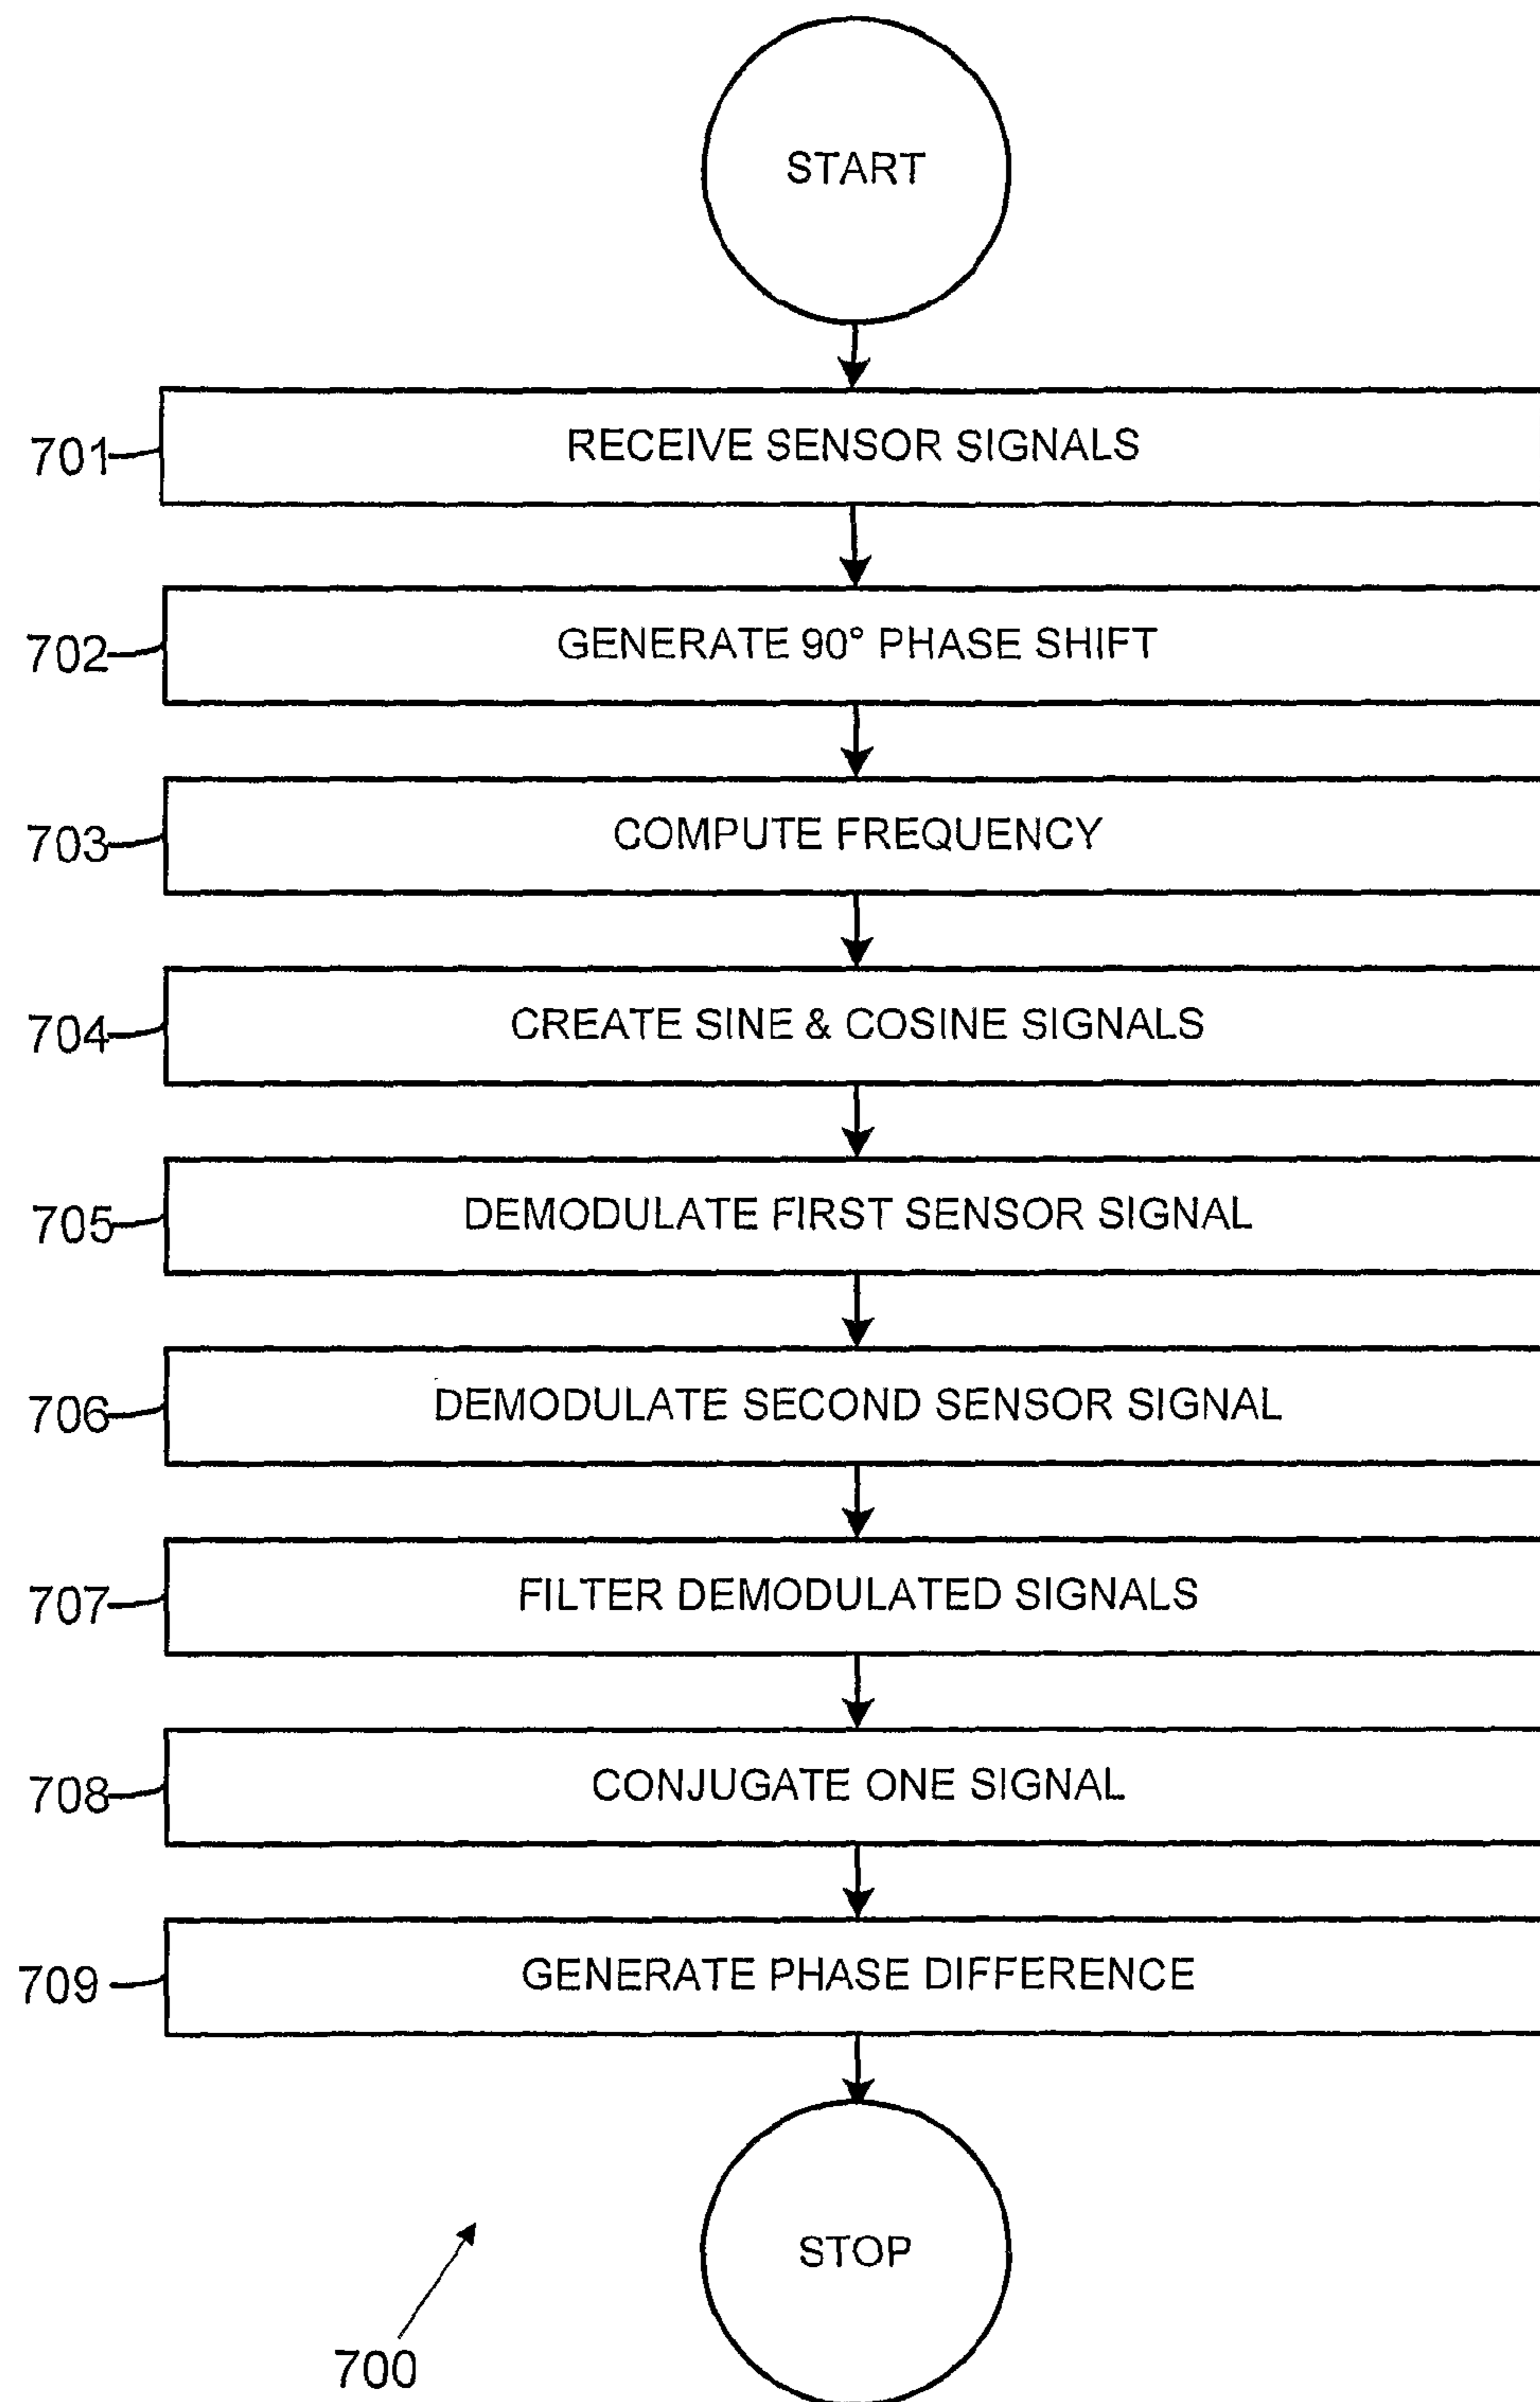 START
701 RECEIVE SENSOR SIGNALS
702 GENERATE 90° PHASE SHIFT
703 COMPUTE FREQUENCY
704 CREATE SINE & COSINE SIGNALS
705 DEMODULATE FIRST SENSOR SIGNAL
706 DEMODULATE SECOND SENSOR SIGNAL
707 FILTER DEMODULATED SIGNALS
708 CONJUGATE ONE SIGNAL
709 GENERATE PHASE DIFFERENCE
STOP
700